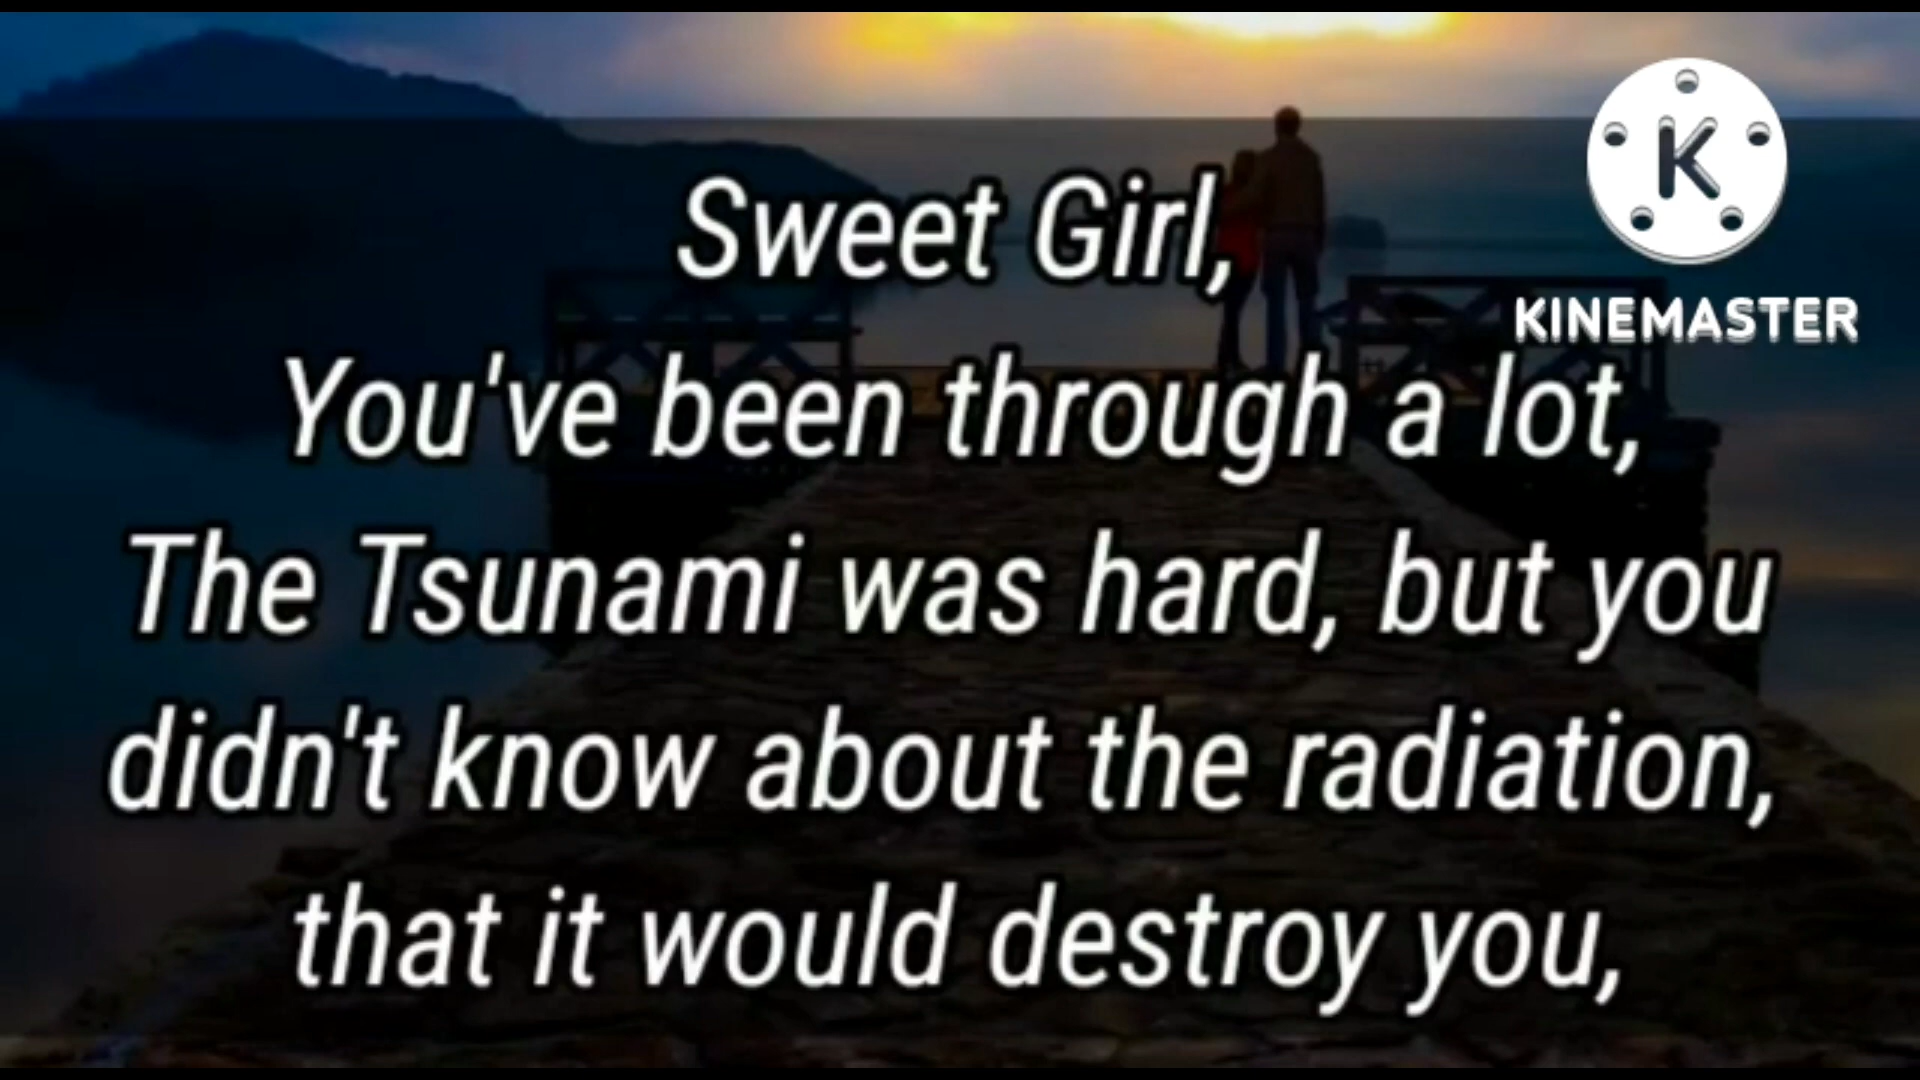 K
KINEMASTER
Sweet Girl,
You've been through a lot,
The Tsunami was hard, but you
didn't know about the radiation,
that it would destroy you,